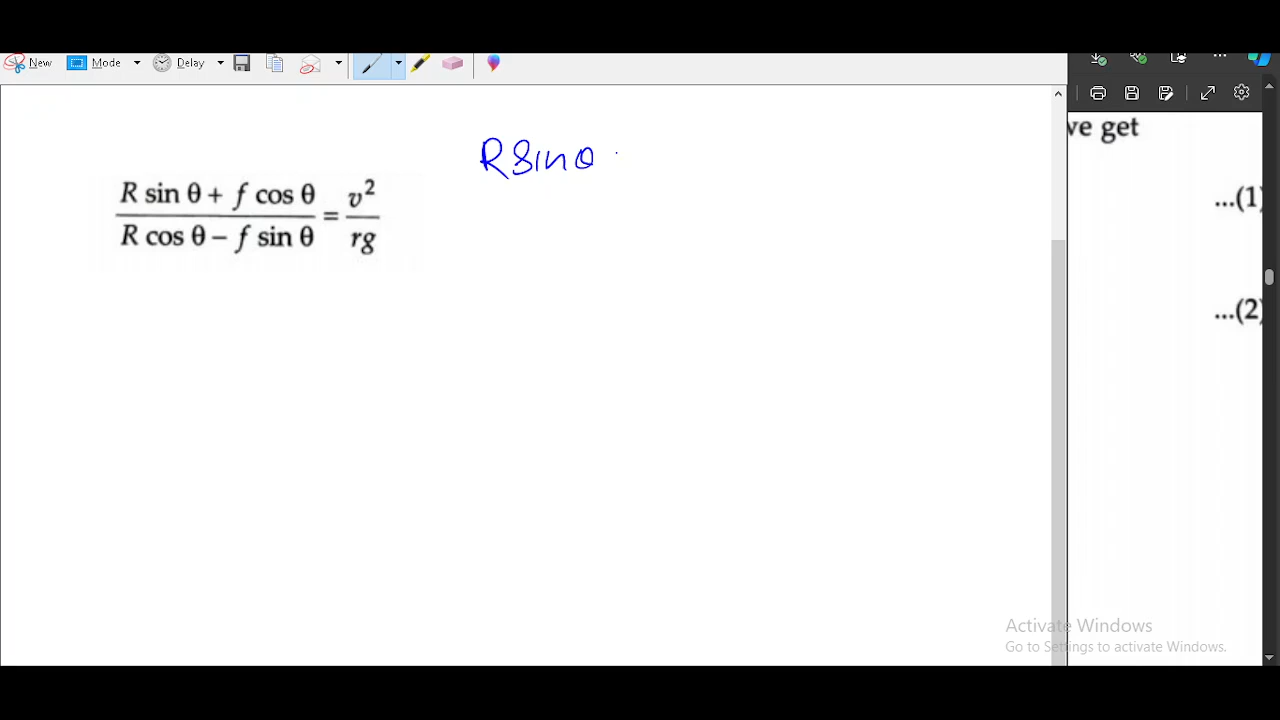 New Mode Delay
ve get
R sin θ
R sin θ + f cos θ / R cos θ – f sin θ = v² / rg
...(1)
...(2)
Activate Windows
Go to Settings to activate Windows.